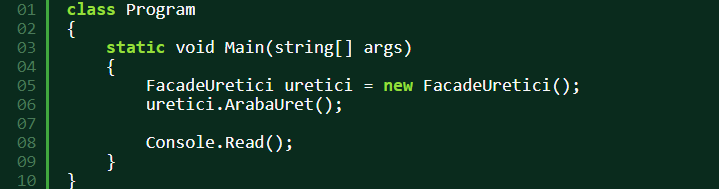 01 class Program
02 {
03     static void Main(string[] args)
04     {
05         FacadeUretici uretici = new FacadeUretici();
06         uretici.ArabaUret();
07
08         Console.Read();
09     }
10 }